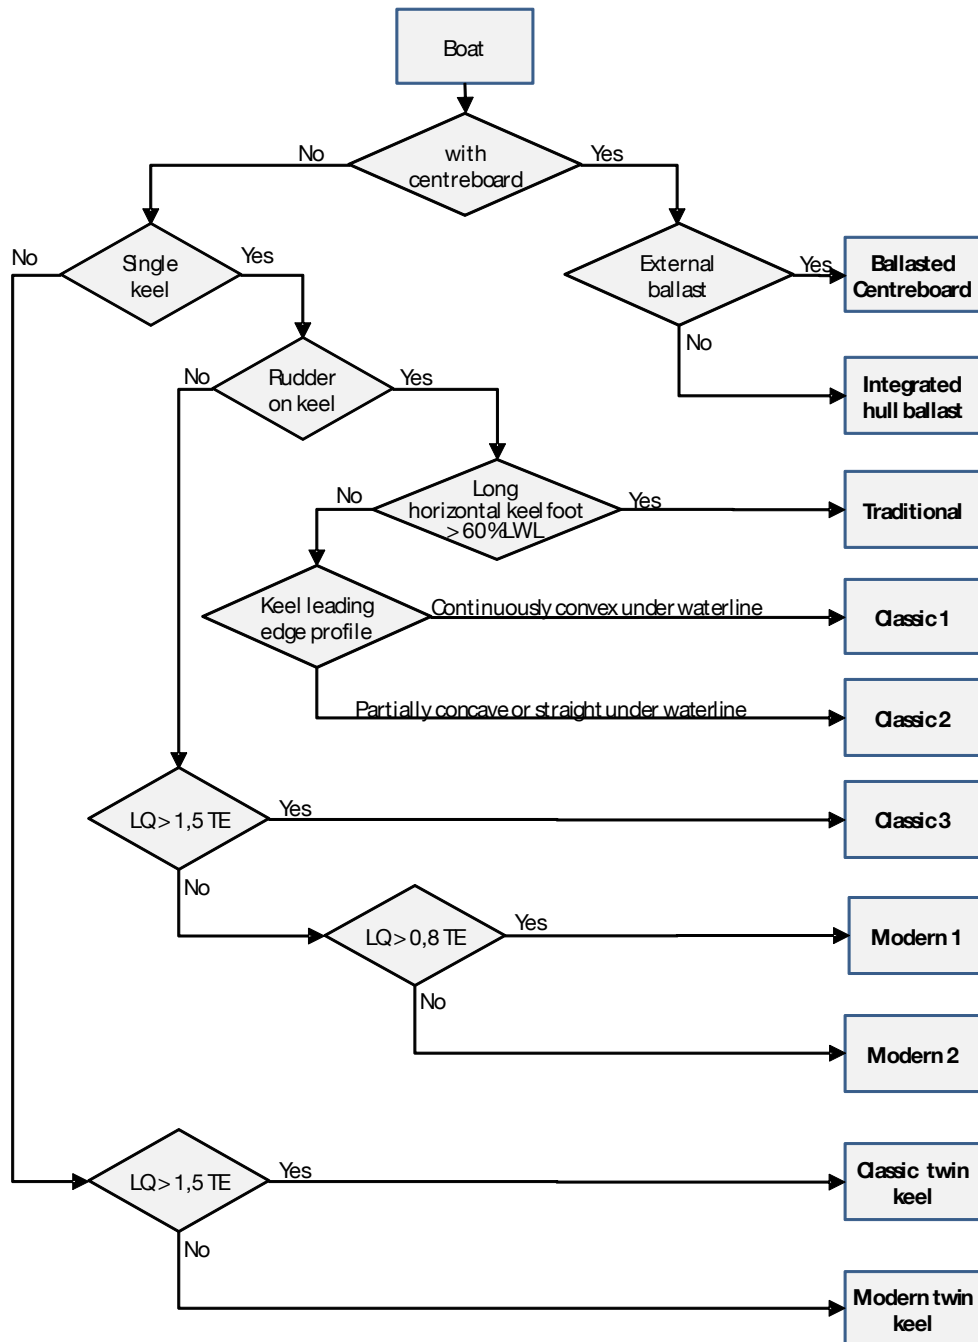 Boat
No
with
centreboard
Yes
No
Single
keel
Yes
External
ballast
Yes
Ballasted
Centreboard
No
No
Rudder
on keel
Yes
Integrated
hull ballast
No
Long
horizontal keel foot
> 60% LWL
Yes
Traditional
Keel leading
edge profile
Continuously convex under waterline
Classic 1
Partially concave or straight under waterline
Classic 2
LQ > 1,5 TE
Yes
Classic 3
No
LQ > 0,8 TE
Yes
Modern 1
No
Modern 2
LQ > 1,5 TE
Yes
Classic twin
keel
No
Modern twin
keel